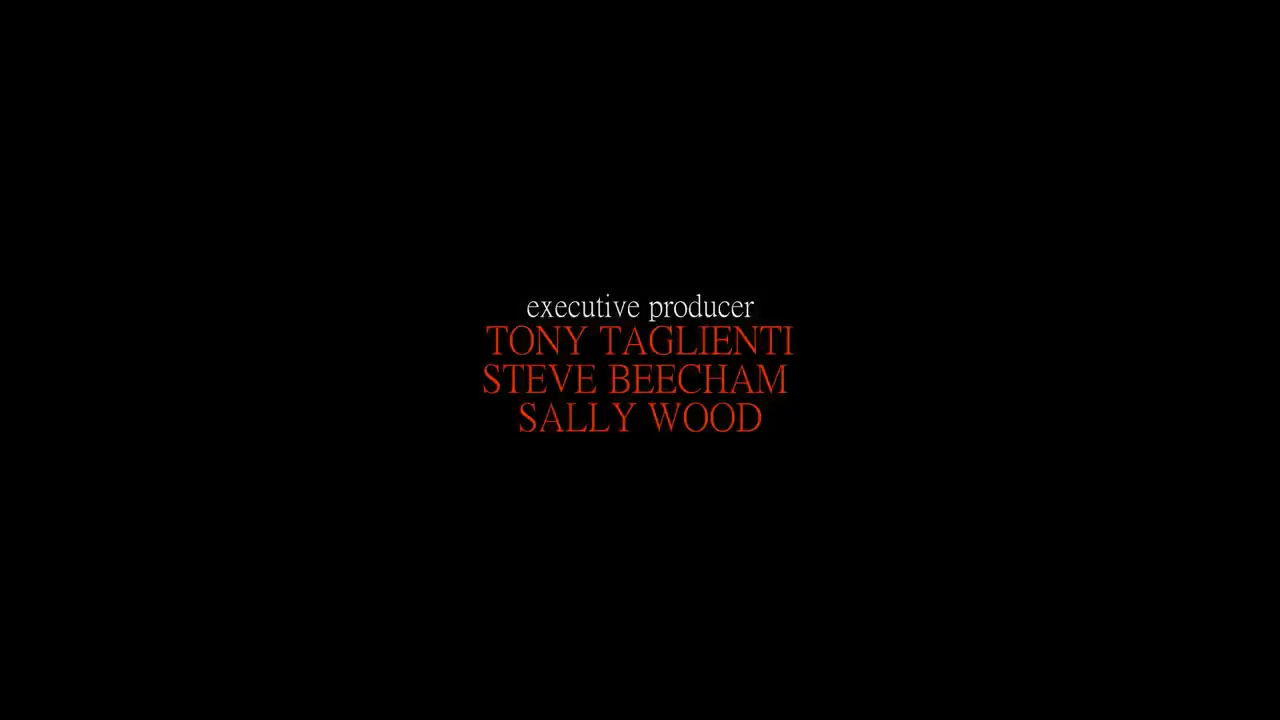 executive producer
TONY TAGLIENTI
STEVE BEECHAM
SALLY WOOD